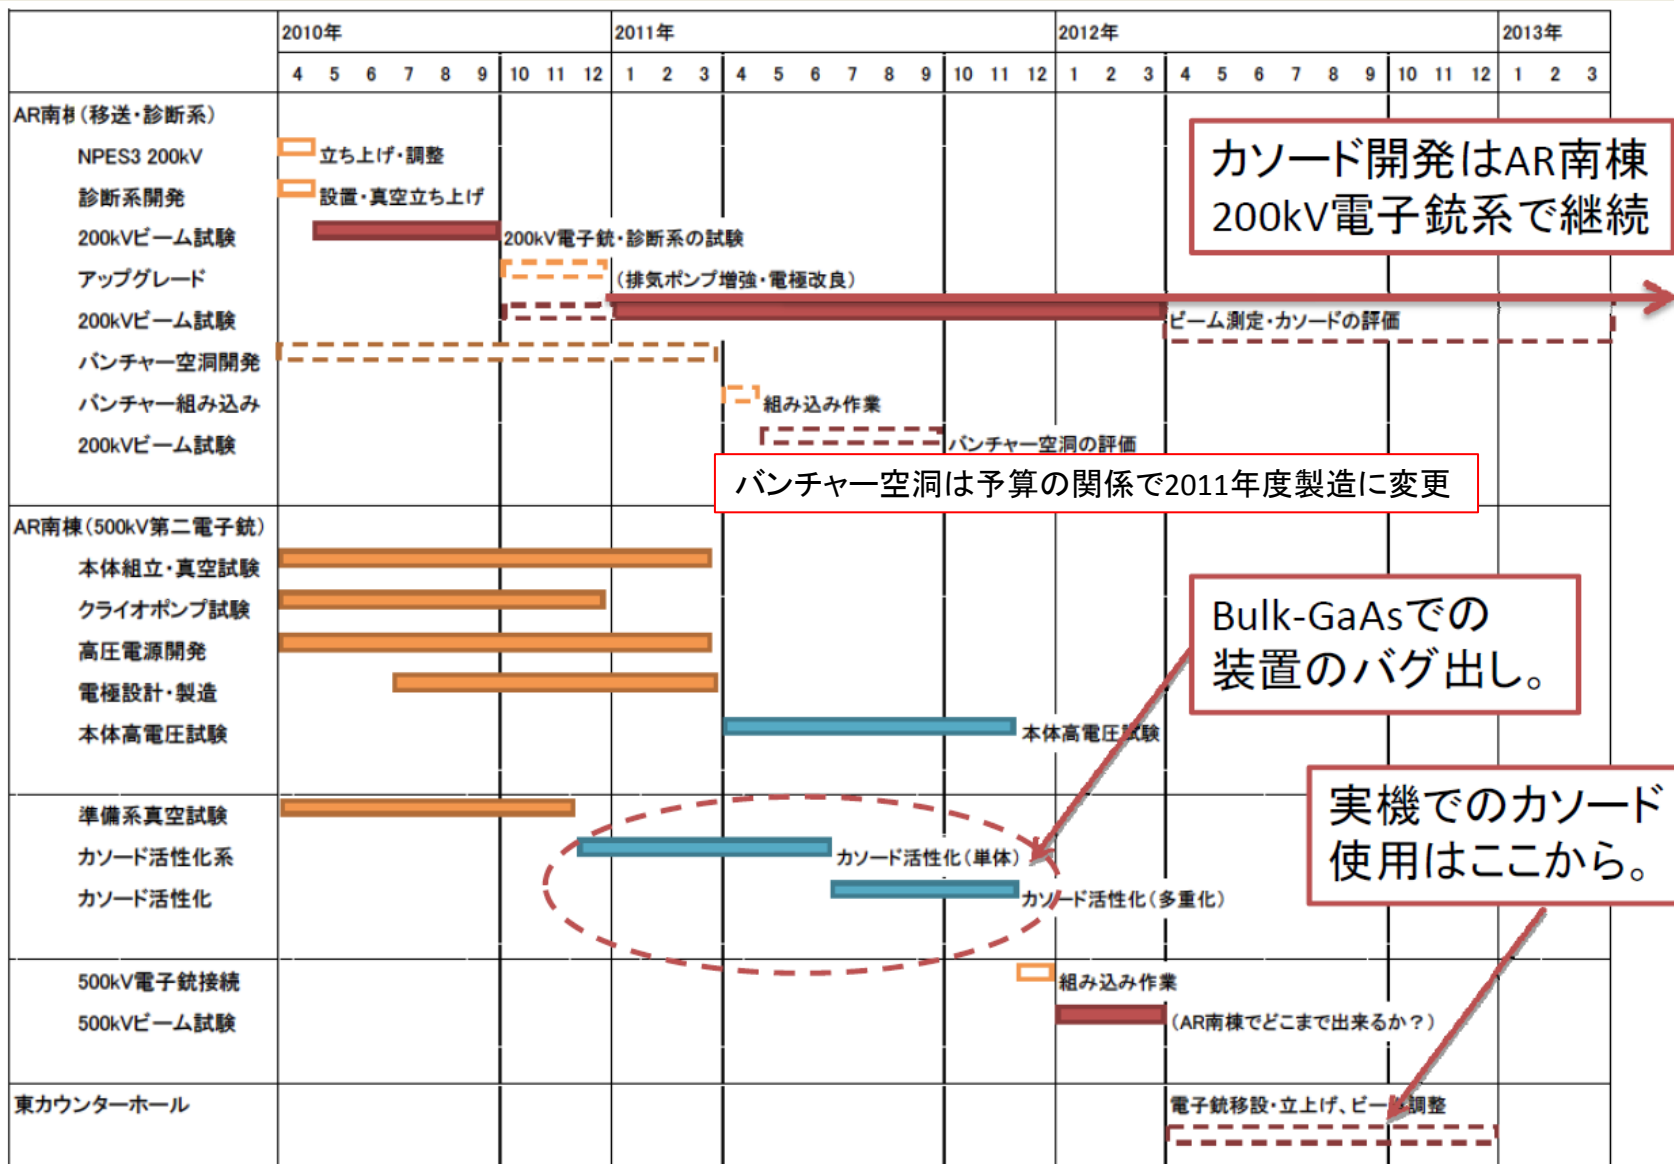 2010年 2011年 2012年 2013年
4 5 6 7 8 9 10 11 12 1 2 3 4 5 6 7 8 9 10 11 12 1 2 3 4 5 6 7 8 9 10 11 12 1 2 3
AR南棟(移送・診断系)
NPES3 200kV 立ち上げ・調整
診断系開発 設置・真空立ち上げ
200kVビーム試験 200kV電子銃・診断系の試験
アップグレード (排気ポンプ増強・電極改良)
200kVビーム試験 ビーム測定・カソードの評価
バンチャー空洞開発
バンチャー組み込み 組み込み作業
200kVビーム試験 バンチャー空洞の評価
カソード開発はAR南棟
200kV電子銃系で継続
バンチャー空洞は予算の関係で2011年度製造に変更
AR南棟(500kV第二電子銃)
本体組立・真空試験
クライオポンプ試験
高圧電源開発
電極設計・製造
本体高電圧試験 本体高電圧試験
Bulk-GaAsでの
装置のバグ出し。
準備系真空試験
カソード活性化系 カソード活性化(単体)
カソード活性化 カソード活性化(多重化)
実機でのカソード
使用はここから。
500kV電子銃接続 組み込み作業
500kVビーム試験 (AR南棟でどこまで出来るか?)
東カウンターホール 電子銃移設・立上げ、ビーム調整